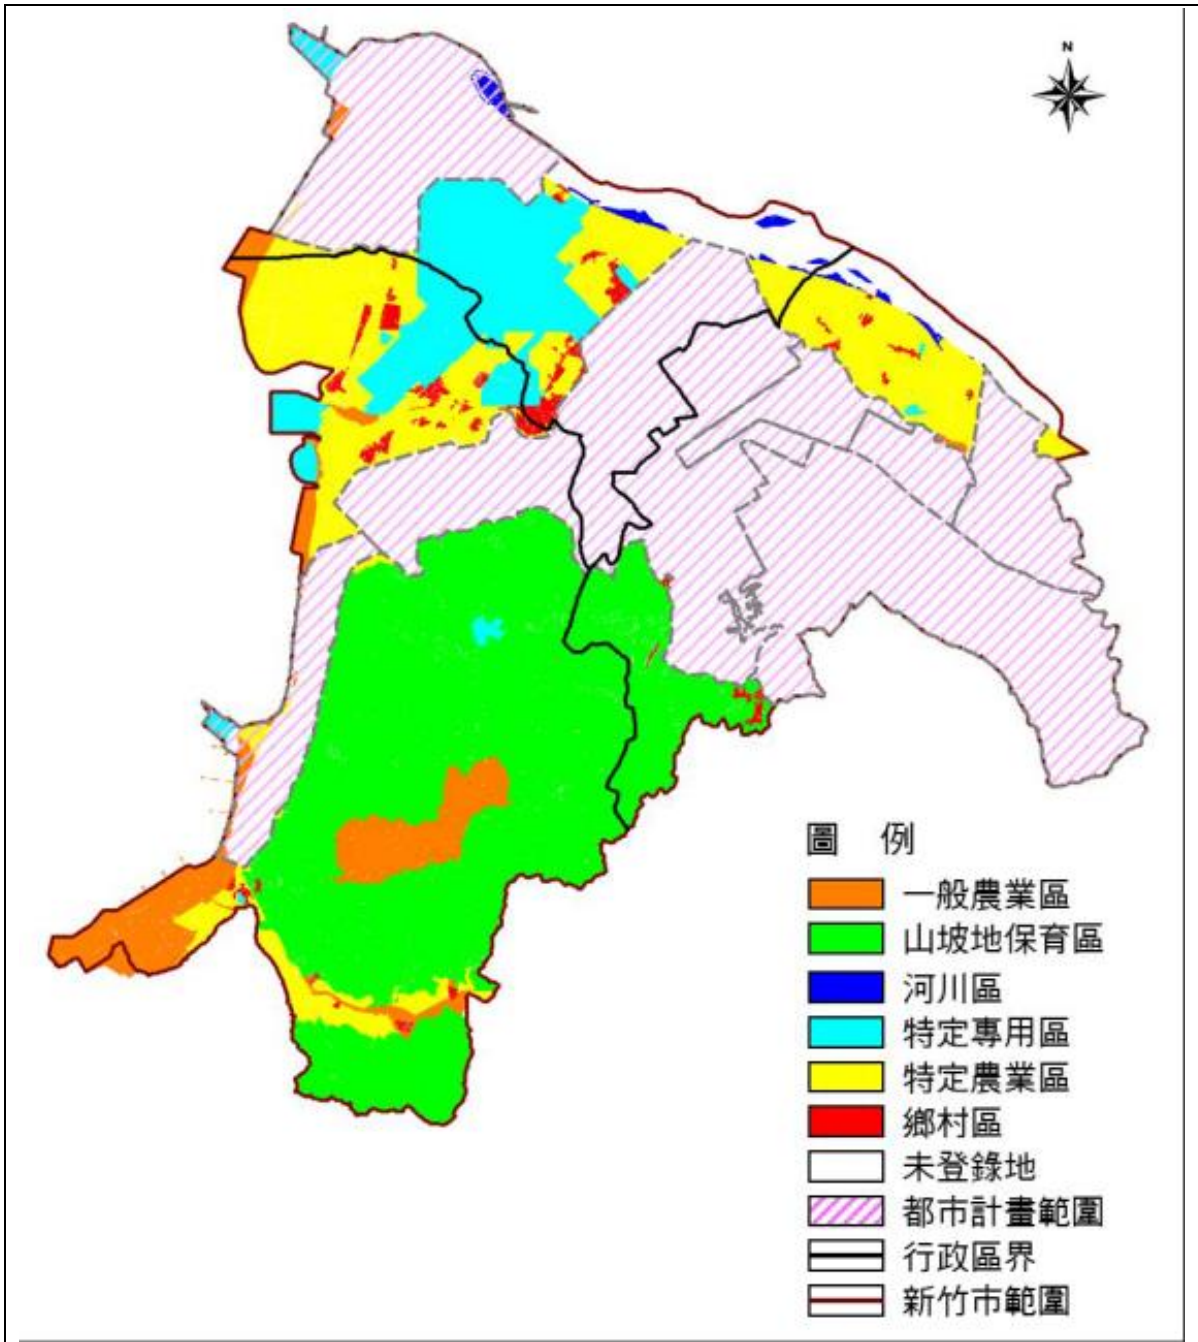 N
圖 例
一般農業區
山坡地保育區
河川區
特定專用區
特定農業區
鄉村區
未登錄地
都市計畫範圍
行政區界
新竹市範圍